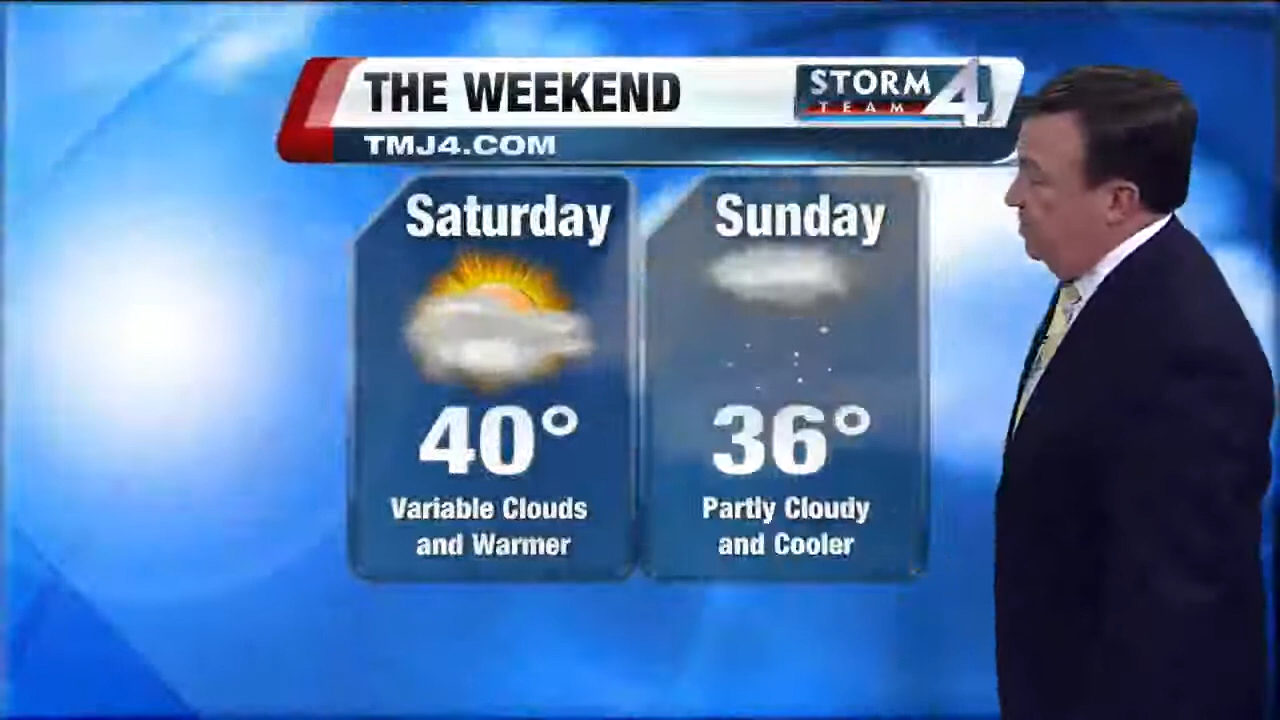 THE WEEKEND
STORM 4
TEAM
TMJ4.COM
Saturday
40°
Variable Clouds
and Warmer
Sunday
36°
Partly Cloudy
and Cooler